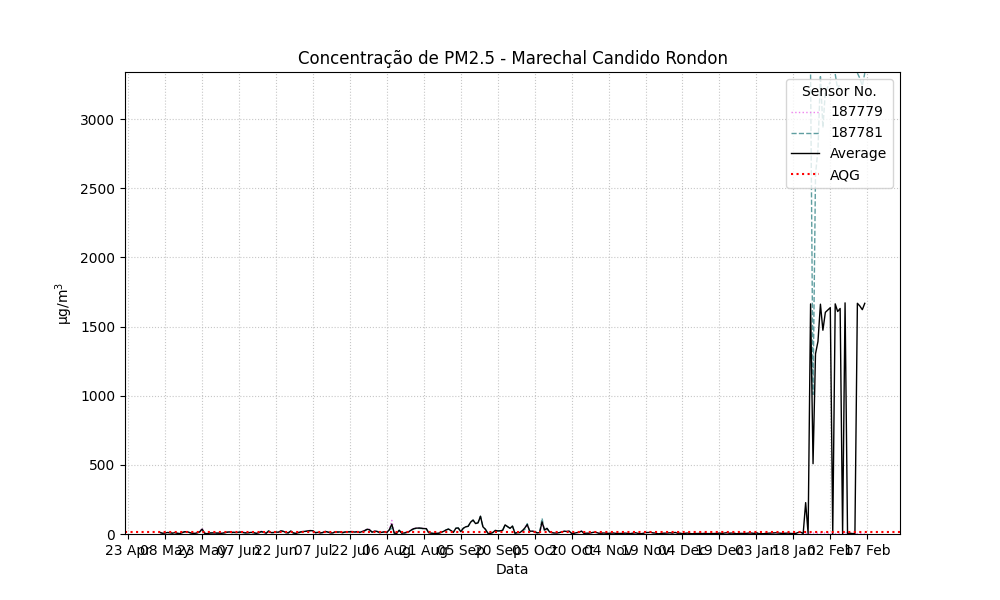 Concentração de PM2.5 - Marechal Candido Rondon
Sensor No.
187779
187781
Average
AQG
3000
2500
2000
1500
1000
500
0
µg/m³
23 Apr 08 May 23 May 07 Jun 22 Jun 07 Jul 22 Jul 06 Aug 21 Aug 05 Sep 20 Sep 05 Oct 20 Oct 04 Nov 19 Nov 04 Dec 19 Dec 03 Jan 18 Jan 02 Feb 17 Feb
Data